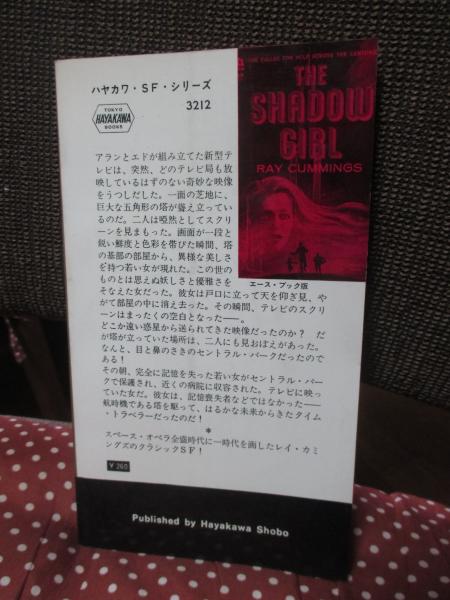 ハヤカワ・SF・シリーズ
3212
TOKYO
HAYAKAWA
BOOKS
THE
SHADOW
GIRL
RAY CUMMINGS
エース・ブック版
アランとエドが組み立てた新型テ
レビは、突然、どのテレビ局も放
映しているはずのない奇妙な映像
をうつしだした。一面の芝地に、
巨大な五角形の塔が聳え立ってい
るのだ。二人は啞然としてスクリ
ーンを見まもった。画面が一段と
鋭い鮮度と色彩を帯びた瞬間、塔
の基部の部屋から、異様な美しさ
を持つ若い女が現れた。この世の
ものとは思えぬ妖しさと優雅さを
そなえた女だった。彼女は戸口に立って天を仰ぎ見、や
がて部屋の中に消え去った。その瞬間、テレビのスクリ
ーンはまったくの空白となった――。
どこか遠い惑星から送られてきた映像だったのか？ だ
が塔が立っていた場所は、二人にも見おぼえがあった。
なんと、目と鼻のさきのセントラル・パークだったので
ある！
その朝、完全に記憶を失った若い女がセントラル・パー
クで保護され、近くの病院に収容された。テレビに映っ
ていた女だ。彼女は、記憶喪失者などではなかった――
航時機である塔を駆って、はるかな未来からきたタイム
・トラベラーだったのだ！
＊
スペース・オペラ全盛時代に一時代を画したレイ・カミ
ングズのクラシックSF！
¥260
Published by Hayakawa Shobo